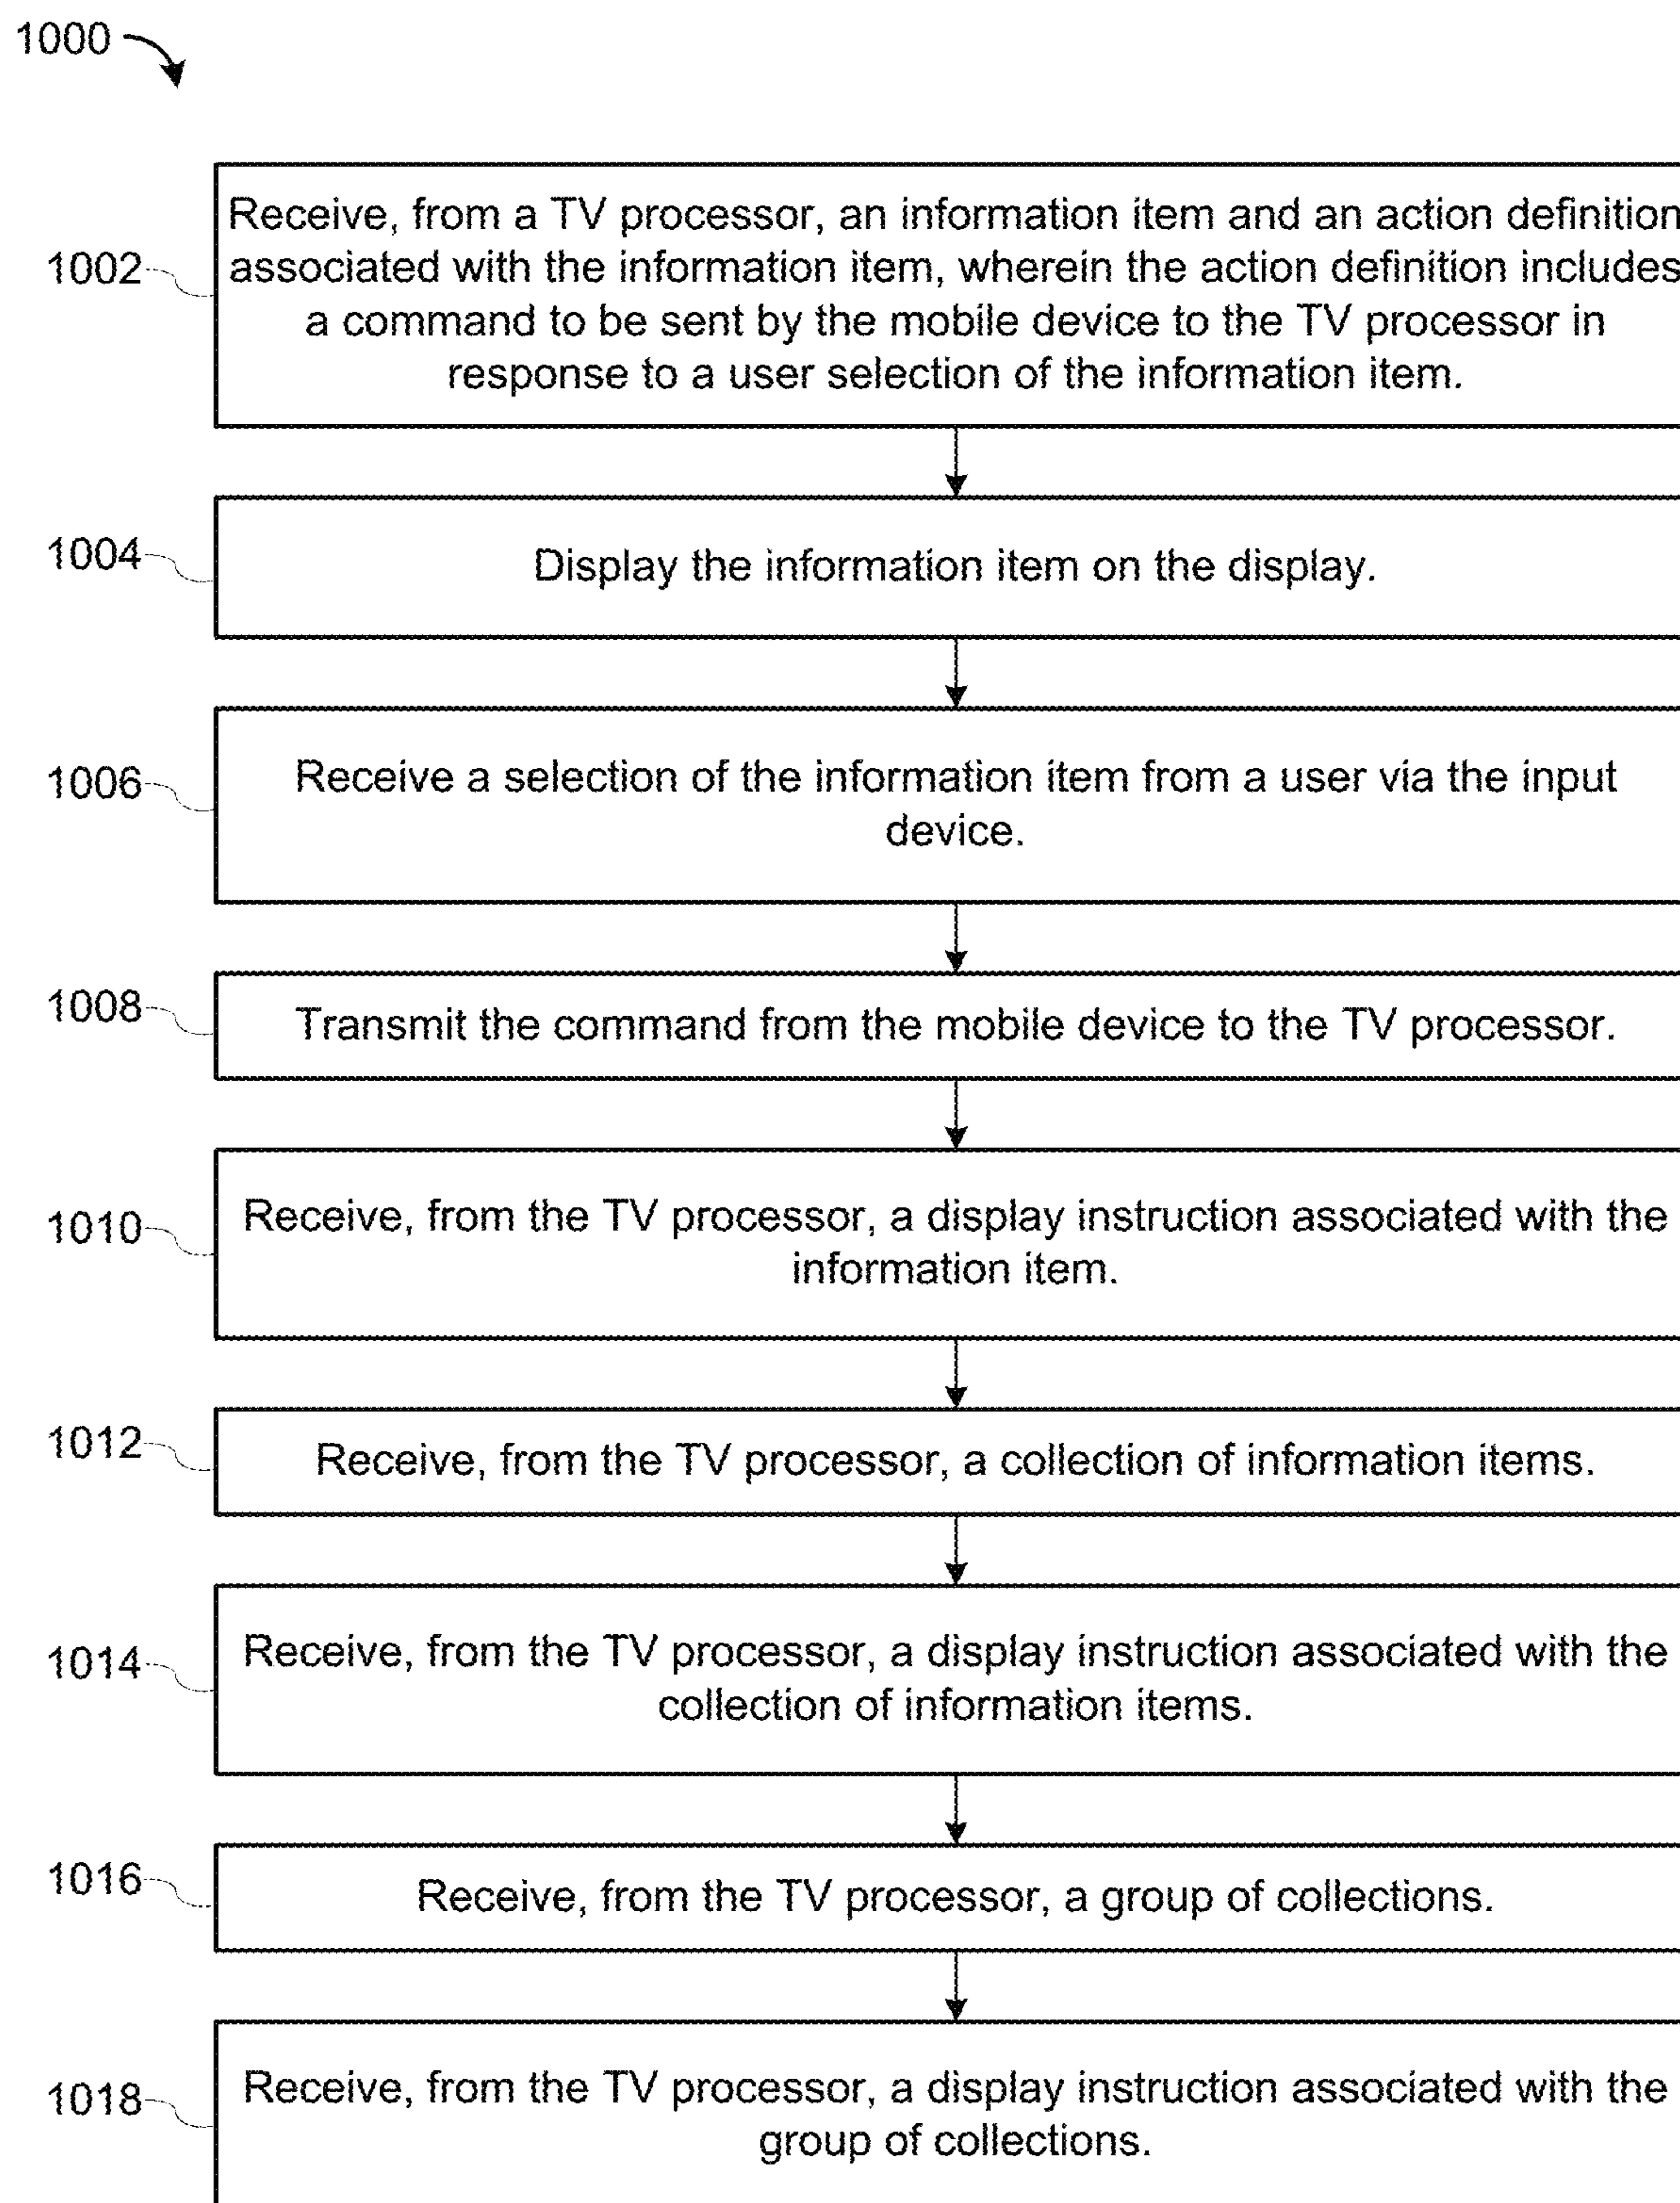 1000
1002
Receive, from a TV processor, an information item and an action definition
associated with the information item, wherein the action definition includes
a command to be sent by the mobile device to the TV processor in
response to a user selection of the information item.
1004
Display the information item on the display.
1006
Receive a selection of the information item from a user via the input
device.
1008
Transmit the command from the mobile device to the TV processor.
1010
Receive, from the TV processor, a display instruction associated with the
information item.
1012
Receive, from the TV processor, a collection of information items.
1014
Receive, from the TV processor, a display instruction associated with the
collection of information items.
1016
Receive, from the TV processor, a group of collections.
1018
Receive, from the TV processor, a display instruction associated with the
group of collections.